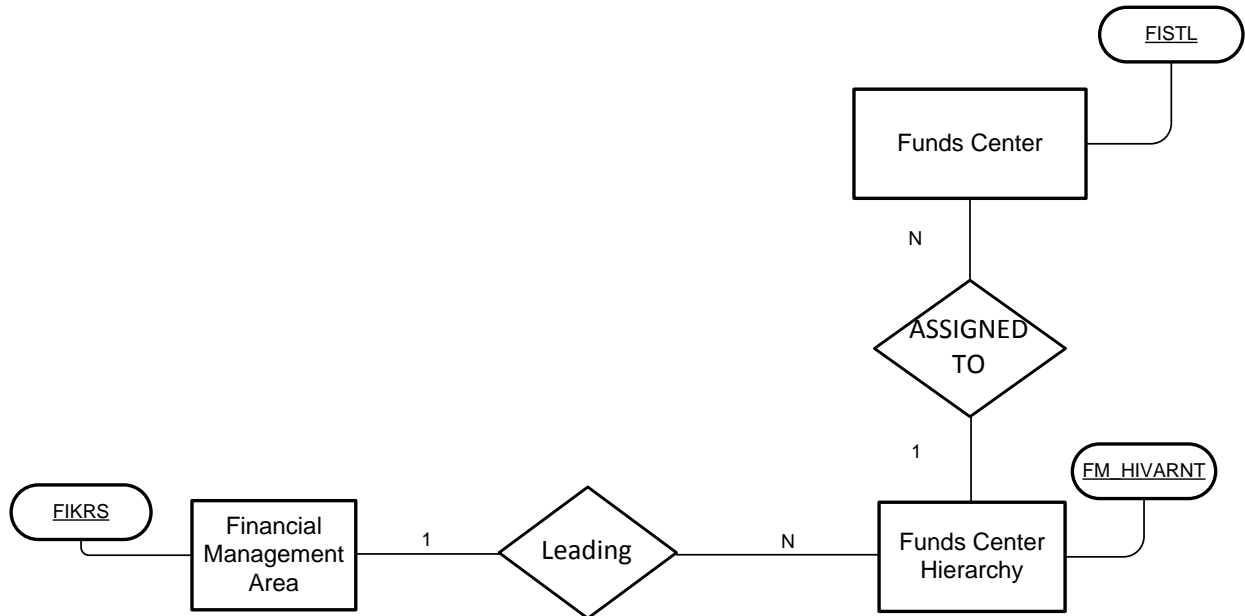 FISTL
Funds Center
N
ASSIGNED
TO
1
FM_HIVARNT
FIKRS
Financial
Management
Area
1
Leading
N
Funds Center
Hierarchy